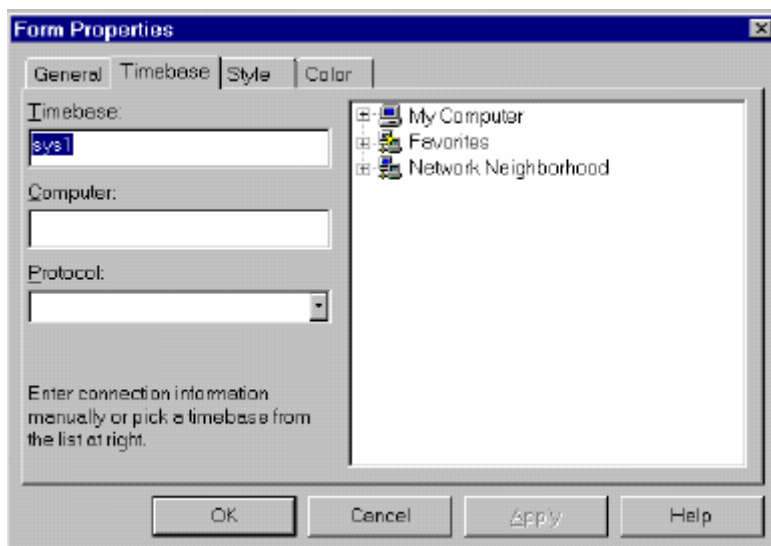 Form Properties
General Timebase Style Color
Timebase:
sys1
Computer:
Protocol:
Enter connection information
manually or pick a timebase from
the list at right.
My Computer
Favorites
Network Neighborhood
OK Cancel Apply Help